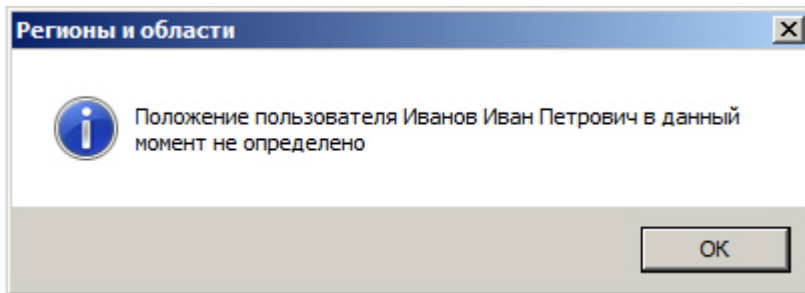 Регионы и области
Положение пользователя Иванов Иван Петрович в данный
момент не определено
OK